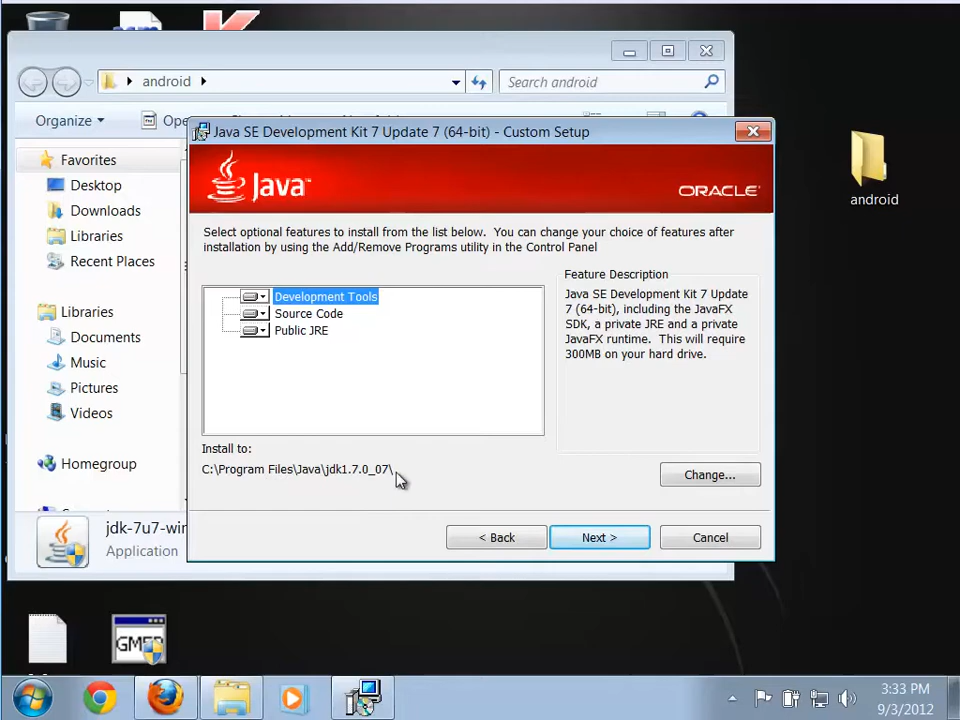 android
Search android
Organize
Java SE Development Kit 7 Update 7 (64-bit) - Custom Setup
Favorites
Desktop
Downloads
Libraries
Recent Places
Libraries
Documents
Music
Pictures
Videos
Homegroup
Java™
ORACLE
Select optional features to install from the list below. You can change your choice of features after
installation by using the Add/Remove Programs utility in the Control Panel
Development Tools
Source Code
Public JRE
Feature Description
Java SE Development Kit 7 Update
7 (64-bit), including the JavaFX
SDK, a private JRE and a private
JavaFX runtime. This will require
300MB on your hard drive.
Install to:
C:\Program Files\Java\jdk1.7.0_07\
Change...
< Back
Next >
Cancel
jdk-7u7-win
Application
android
3:33 PM
9/3/2012